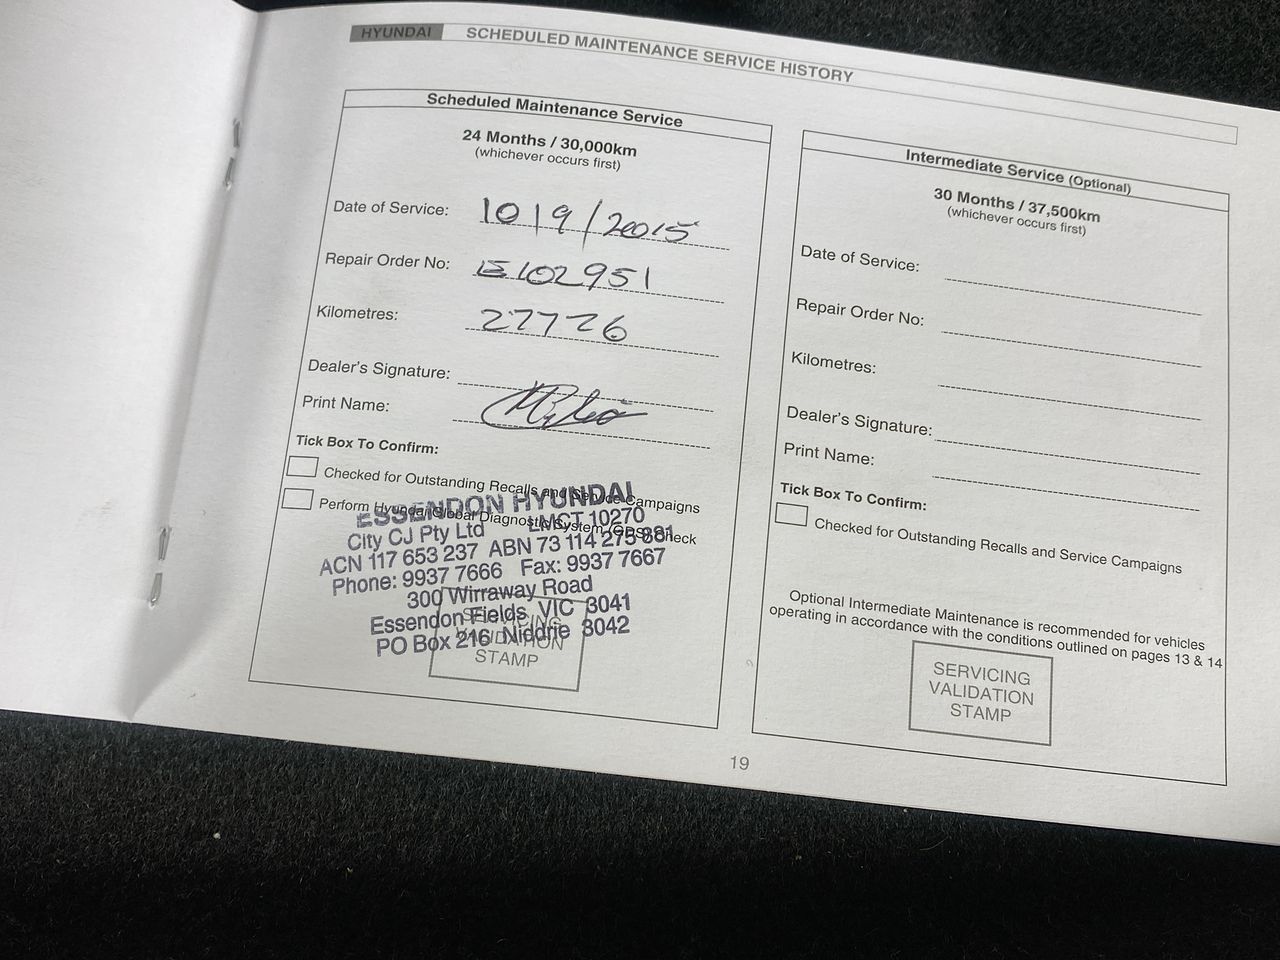 HYUNDAI SCHEDULED MAINTENANCE SERVICE HISTORY
Scheduled Maintenance Service
24 Months / 30,000km
(whichever occurs first)
Date of Service: 10/9/2015
Repair Order No: E102951
Kilometres: 27726
Dealer's Signature:
Print Name:
Tick Box To Confirm:
Checked for Outstanding Recalls and Service Campaigns
Perform Hyundai Global Diagnostic System (GDS) Check
ESSENDON HYUNDAI
City CJ Pty Ltd LMCT 10270
ACN 117 653 237 ABN 73 114 275 881
Phone: 9937 7666 Fax: 9937 7667
300 Wirraway Road
Essendon Fields VIC 3041
PO Box 216 Niddrie 3042
SERVICING
VALIDATION
STAMP
Intermediate Service (Optional)
30 Months / 37,500km
(whichever occurs first)
Date of Service:
Repair Order No:
Kilometres:
Dealer's Signature:
Print Name:
Tick Box To Confirm:
Checked for Outstanding Recalls and Service Campaigns
Optional Intermediate Maintenance is recommended for vehicles
operating in accordance with the conditions outlined on pages 13 & 14
SERVICING
VALIDATION
STAMP
19